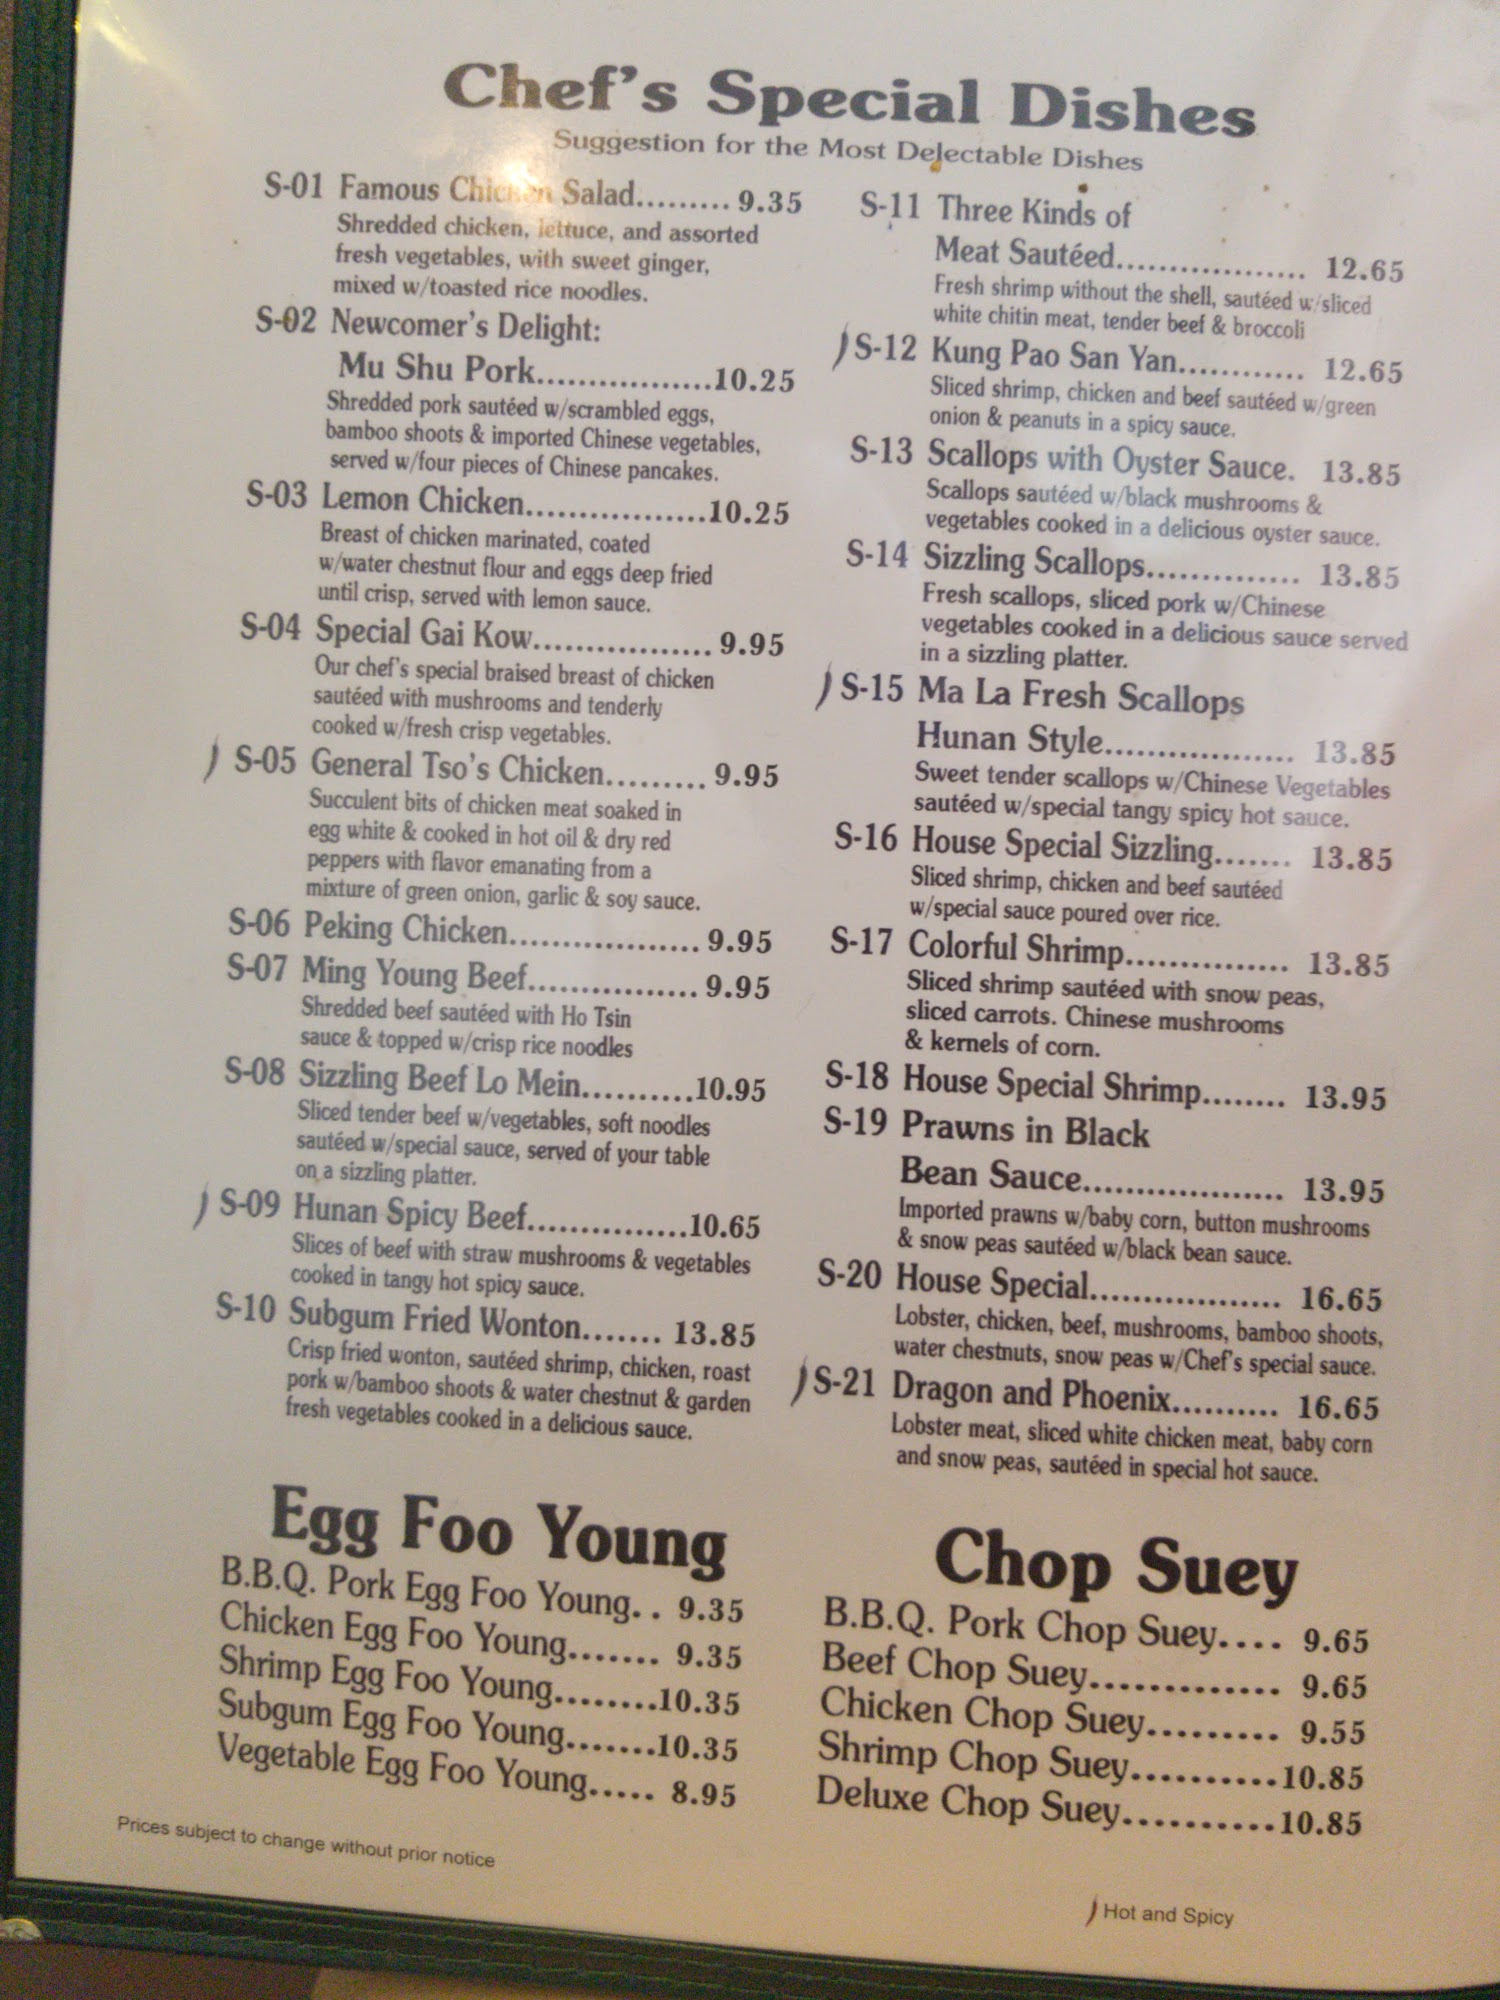 Chef's Special Dishes
Suggestion for the Most Delectable Dishes
S-01 Famous Chicken Salad......... 9.35
Shredded chicken, lettuce, and assorted
fresh vegetables, with sweet ginger,
mixed w/toasted rice noodles.
S-02 Newcomer's Delight:
Mu Shu Pork.................10.25
Shredded pork sautéed w/scrambled eggs,
bamboo shoots & imported Chinese vegetables,
served w/four pieces of Chinese pancakes.
S-03 Lemon Chicken.................10.25
Breast of chicken marinated, coated
w/water chestnut flour and eggs deep fried
until crisp, served with lemon sauce.
S-04 Special Gai Kow................. 9.95
Our chef's special braised breast of chicken
sautéed with mushrooms and tenderly
cooked w/fresh crisp vegetables.
S-05 General Tso's Chicken......... 9.95
Succulent bits of chicken meat soaked in
egg white & cooked in hot oil & dry red
peppers with flavor emanating from a
mixture of green onion, garlic & soy sauce.
S-06 Peking Chicken.................. 9.95
S-07 Ming Young Beef................ 9.95
Shredded beef sautéed with Ho Tsin
sauce & topped w/crisp rice noodles
S-08 Sizzling Beef Lo Mein...........10.95
Sliced tender beef w/vegetables, soft noodles
sautéed w/special sauce, served of your table
on a sizzling platter.
S-09 Hunan Spicy Beef...............10.65
Slices of beef with straw mushrooms & vegetables
cooked in tangy hot spicy sauce.
S-10 Subgum Fried Wonton....... 13.85
Crisp fried wonton, sautéed shrimp, chicken, roast
pork w/bamboo shoots & water chestnut & garden
fresh vegetables cooked in a delicious sauce.
S-11 Three Kinds of
Meat Sautéed.................. 12.65
Fresh shrimp without the shell, sautéed w/sliced
white chitin meat, tender beef & broccoli
S-12 Kung Pao San Yan............ 12.65
Sliced shrimp, chicken and beef sautéed w/green
onion & peanuts in a spicy sauce.
S-13 Scallops with Oyster Sauce. 13.85
Scallops sautéed w/black mushrooms &
vegetables cooked in a delicious oyster sauce.
S-14 Sizzling Scallops............... 13.85
Fresh scallops, sliced pork w/Chinese
vegetables cooked in a delicious sauce served
in a sizzling platter.
S-15 Ma La Fresh Scallops
Hunan Style.................. 13.85
Sweet tender scallops w/Chinese Vegetables
sautéed w/special tangy spicy hot sauce.
S-16 House Special Sizzling....... 13.85
Sliced shrimp, chicken and beef sautéed
w/special sauce poured over rice.
S-17 Colorful Shrimp............... 13.85
Sliced shrimp sautéed with snow peas,
sliced carrots. Chinese mushrooms
& kernels of corn.
S-18 House Special Shrimp........ 13.95
S-19 Prawns in Black
Bean Sauce................... 13.95
Imported prawns w/baby corn, button mushrooms
& snow peas sautéed w/black bean sauce.
S-20 House Special.................. 16.65
Lobster, chicken, beef, mushrooms, bamboo shoots,
water chestnuts, snow peas w/Chef's special sauce.
S-21 Dragon and Phoenix.......... 16.65
Lobster meat, sliced white chicken meat, baby corn
and snow peas, sautéed in special hot sauce.
Egg Foo Young
B.B.Q. Pork Egg Foo Young. . 9.35
Chicken Egg Foo Young....... 9.35
Shrimp Egg Foo Young........10.35
Subgum Egg Foo Young.......10.35
Vegetable Egg Foo Young..... 8.95
Chop Suey
B.B.Q. Pork Chop Suey.... 9.65
Beef Chop Suey............. 9.65
Chicken Chop Suey......... 9.55
Shrimp Chop Suey..........10.85
Deluxe Chop Suey..........10.85
Prices subject to change without prior notice
Hot and Spicy